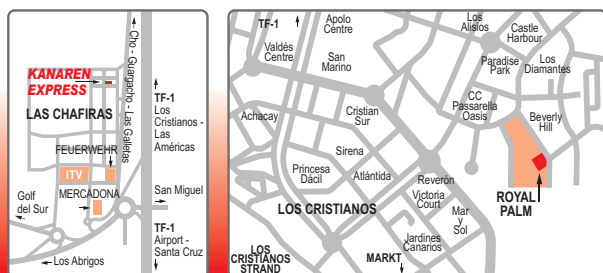 KANAREN
EXPRESS
LAS CHAFIRAS
FEUERWEHR
ITV
MERCADONA
Golf
del Sur
Los Abrigos
Cho - Guargacho - Las Galletas
TF-1
Los
Cristianos -
Las
Américas
San Miguel
TF-1
Airport -
Santa Cruz
TF-1
Apolo
Centre
Valdés
Centre
San
Marino
Los
Alisios
Castle
Harbour
Paradise
Park
Los
Diamantes
CC
Passarella
Oasis
Beverly
Hill
Achacay
Cristian
Sur
Sirena
Princesa
Dácil
Atlántida
Reverón
Victoria
Court
Mar
y
Sol
LOS CRISTIANOS
Jardines
Canarios
LOS
CRISTIANOS
STRAND
MARKT
ROYAL
PALM